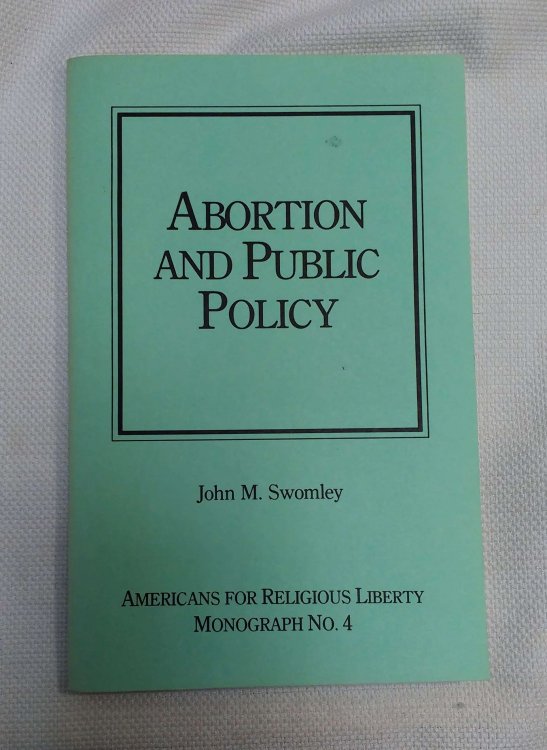 ABORTION
AND PUBLIC
POLICY
John M. Swomley
AMERICANS FOR RELIGIOUS LIBERTY
MONOGRAPH NO. 4